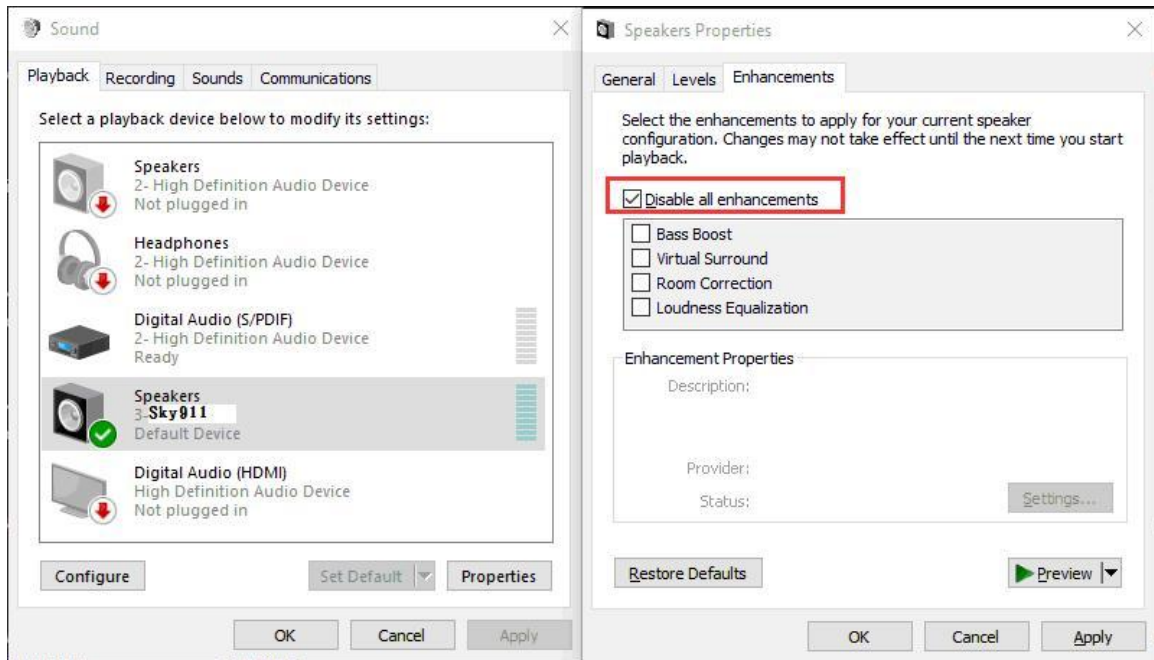 Sound
Playback Recording Sounds Communications
Select a playback device below to modify its settings:
Speakers
2- High Definition Audio Device
Not plugged in
Headphones
2- High Definition Audio Device
Not plugged in
Digital Audio (S/PDIF)
2- High Definition Audio Device
Ready
Speakers
3-Sky911
Default Device
Digital Audio (HDMI)
High Definition Audio Device
Not plugged in
Configure Set Default Properties
OK Cancel Apply
Speakers Properties
General Levels Enhancements
Select the enhancements to apply for your current speaker
configuration. Changes may not take effect until the next time you start
playback.
Disable all enhancements
Bass Boost
Virtual Surround
Room Correction
Loudness Equalization
Enhancement Properties
Description:
Provider:
Status:
Settings...
Restore Defaults Preview
OK Cancel Apply